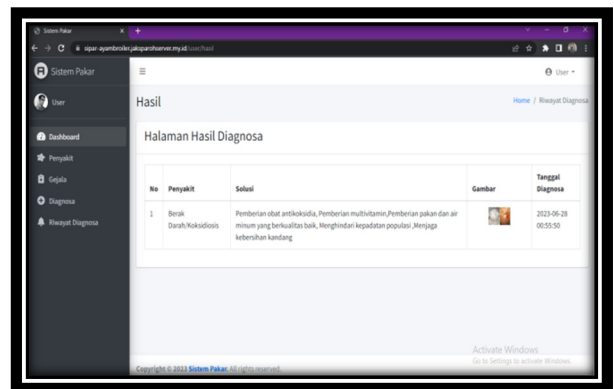 Sistem Pakar
sipar-ayambroiler.jakoparohserver.my.id/user/hasil
Sistem Pakar
User
User
Hasil
Home / Riwayat Diagnosa
Dashboard
Penyakit
Gejala
Diagnosa
Riwayat Diagnosa
Halaman Hasil Diagnosa
No Penyakit Solusi Gambar Tanggal Diagnosa
1 Berak Darah/Koksidiosis
Pemberian obat antikoksidia, Pemberian multivitamin,Pemberian pakan dan air
minum yang berkualitas baik, Menghindari kepadatan populasi ,Menjaga
kebersihan kandang
2023-06-28
00:55:50
Activate Windows
Go to Settings to activate Windows.
Copyright © 2023 Sistem Pakar. All rights reserved.